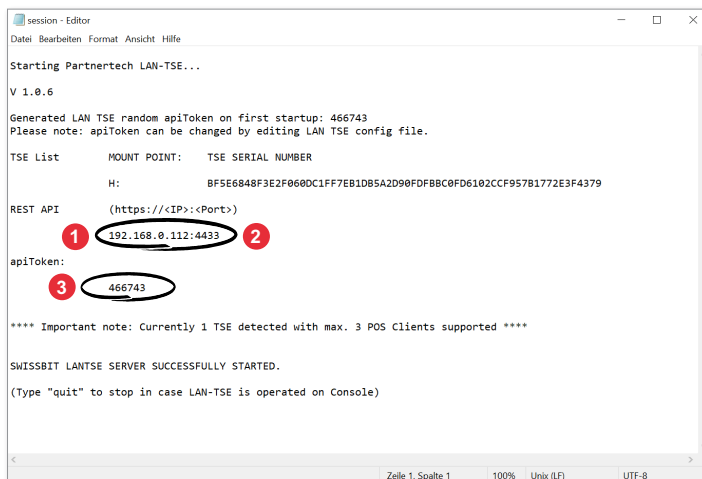 session - Editor
Datei Bearbeiten Format Ansicht Hilfe
Starting Partnertech LAN-TSE...
V 1.0.6
Generated LAN TSE random apiToken on first startup: 466743
Please note: apiToken can be changed by editing LAN TSE config file.
TSE List MOUNT POINT: TSE SERIAL NUMBER
H: BF5E6848F3E2F060DC1FF7EB1DB5A2D90FDFBBC0FD6102CCF957B1772E3F4379
REST API (https://<IP>:<Port>)
1 192.168.0.112:4433 2
apiToken:
3 466743
**** Important note: Currently 1 TSE detected with max. 3 POS Clients supported ****
SWISSBIT LANTSE SERVER SUCCESSFULLY STARTED.
(Type "quit" to stop in case LAN-TSE is operated on Console)
Zeile 1, Spalte 1 100% Unix (LF) UTF-8